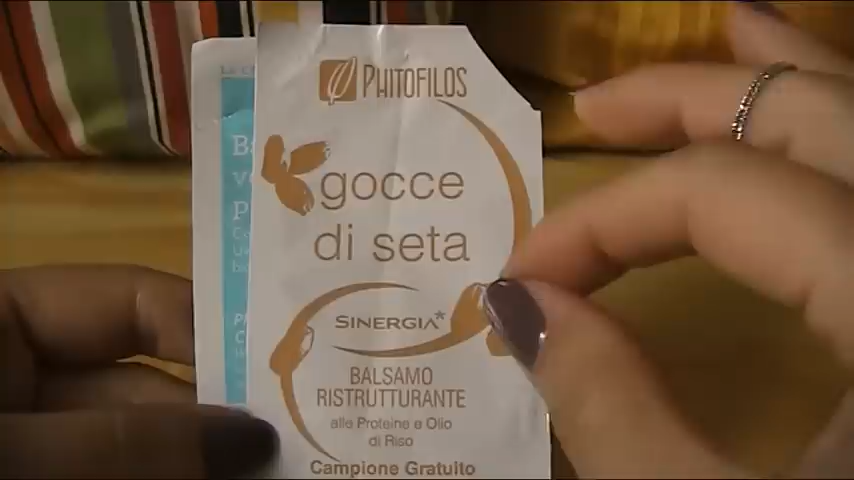 PHITOFILOS
gocce
di seta
SINERGIA*
BALSAMO
RISTRUTTURANTE
alle Proteine e Olio
di Riso
Campione Gratuito